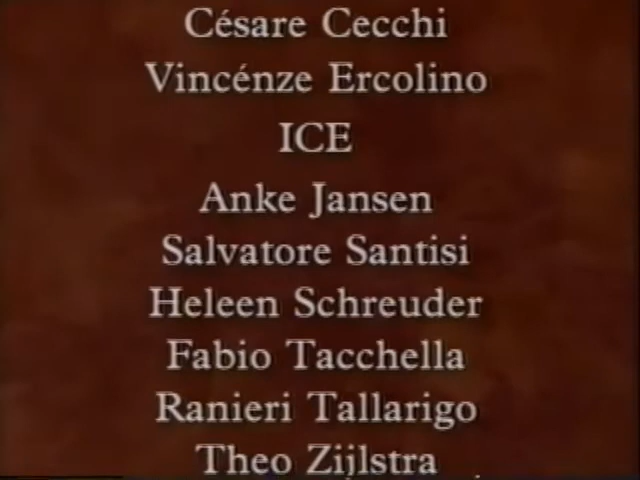 Césare Cecchi
Vincénze Ercolino
ICE
Anke Jansen
Salvatore Santisi
Heleen Schreuder
Fabio Tacchella
Ranieri Tallarigo
Theo Zijlstra